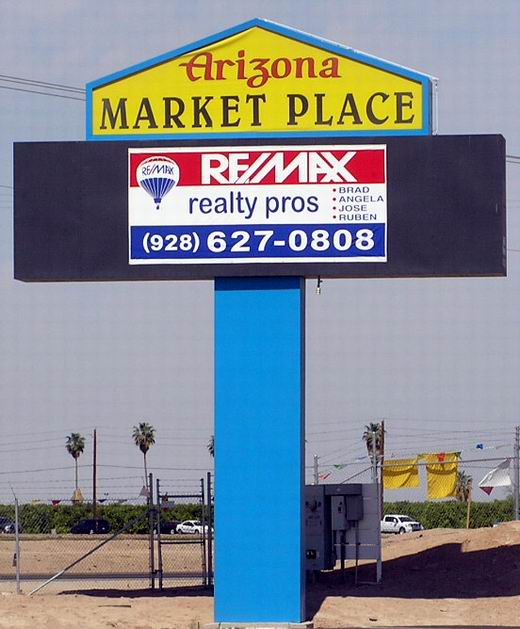 Arizona
MARKET PLACE
RE/MAX
RE/MAX
realty pros
• BRAD
• ANGELA
• JOSE
• RUBEN
(928) 627-0808